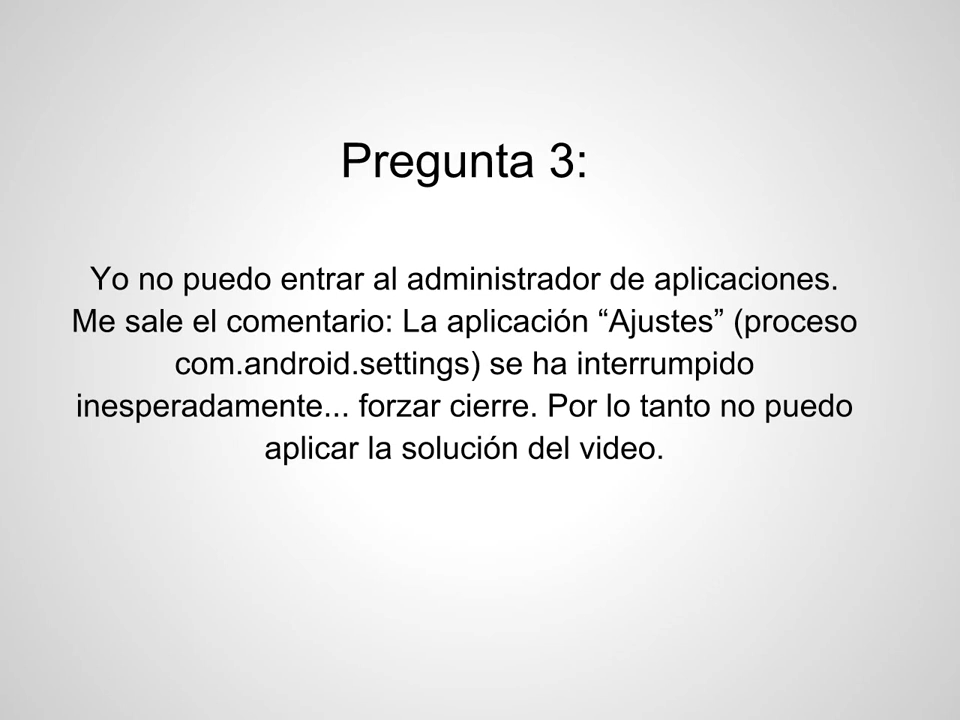 Pregunta 3:
Yo no puedo entrar al administrador de aplicaciones.
Me sale el comentario: La aplicación “Ajustes” (proceso
com.android.settings) se ha interrumpido
inesperadamente... forzar cierre. Por lo tanto no puedo
aplicar la solución del video.